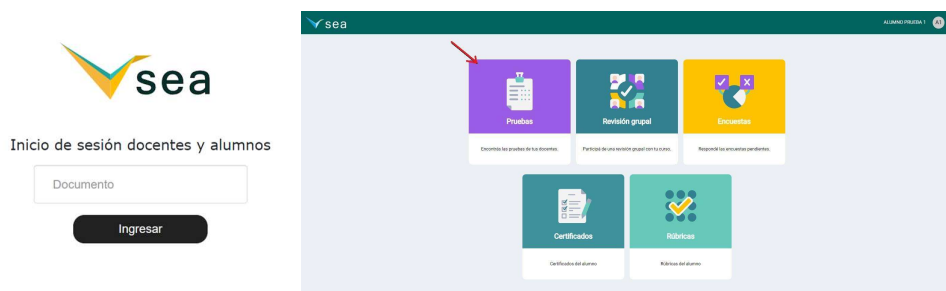 sea
Inicio de sesión docentes y alumnos
Documento
Ingresar
sea
ALUMNO PRUEBA 1
A1
Pruebas
Revisión grupal
Encuestas
Encontrás las pruebas de tus docentes.
Participá de una revisión grupal con tu curso.
Respondé las encuestas pendientes.
Certificados
Rúbricas
Certificados del alumno
Rúbricas del alumno